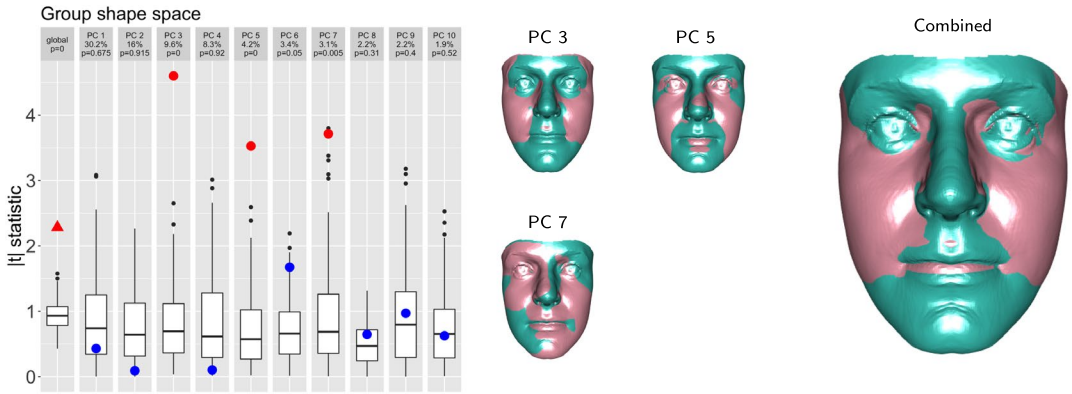 Group shape space
global
p=0
PC 1
30.2%
p=0.675
PC 2
16%
p=0.915
PC 3
9.6%
p=0
PC 4
8.3%
p=0.92
PC 5
4.2%
p=0
PC 6
3.4%
p=0.05
PC 7
3.1%
p=0.005
PC 8
2.2%
p=0.31
PC 9
2.2%
p=0.4
PC 10
1.9%
p=0.52
|t| statistic
4
3
2
1
0
PC 3
PC 5
PC 7
Combined